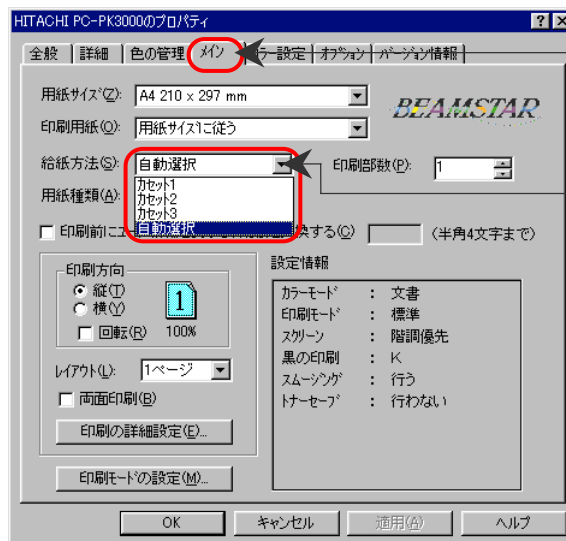 HITACHI PC-PK3000のプロパティ
全般 詳細 色の管理 メイン ラー設定 オプション バージョン情報
用紙サイズ(Z): A4 210 x 297 mm
BEAMSTAR
印刷用紙(O): 用紙サイズに従う
給紙方法(S): 自動選択 印刷部数(P): 1
カセット1
用紙種類(A): カセット2
カセット3
自動選択
印刷前にユ 換する(C) (半角4文字まで)
印刷方向 設定情報
縦(T)
横(Y)
1
回転(R) 100%
カラーモード : 文書
印刷モード : 標準
スクリーン : 階調優先
黒の印刷 : K
スムージング : 行う
トナーセーブ : 行わない
レイアウト(L): 1ページ
両面印刷(B)
印刷の詳細設定(E)...
印刷モードの設定(M)...
OK キャンセル 適用(A) ヘルプ